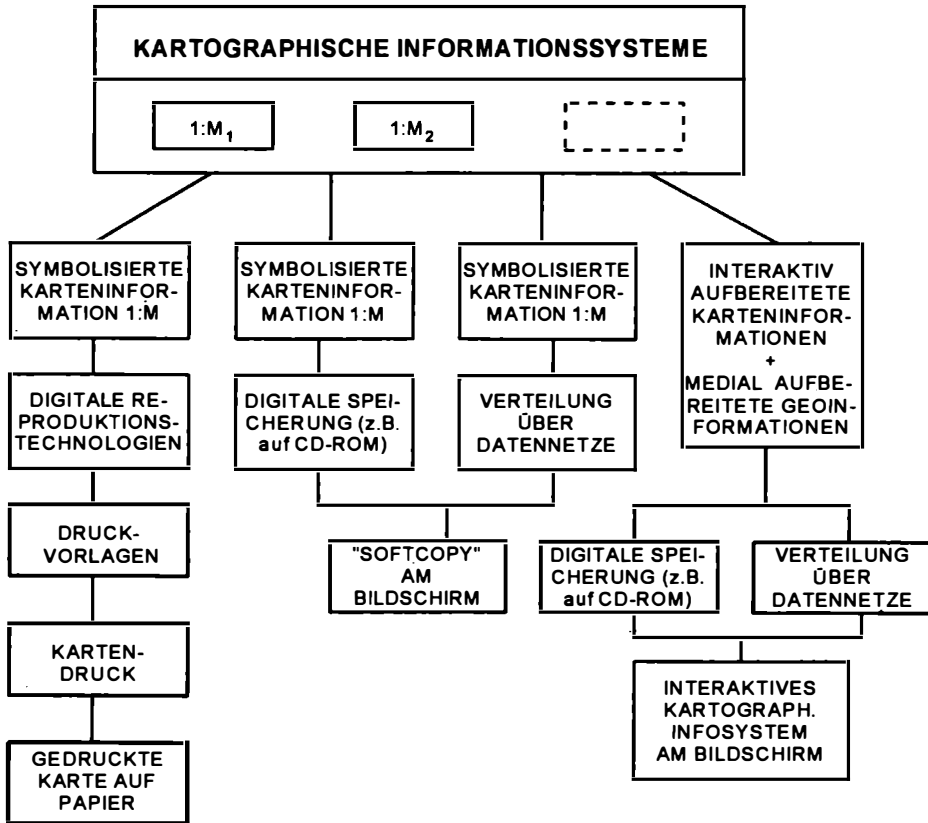 KARTOGRAPHISCHE INFORMATIONSSYSTEME
1:M₁
1:M₂
SYMBOLISIERTE
KARTENINFOR-
MATION 1:M
DIGITALE RE-
PRODUKTIONS-
TECHNOLOGIEN
DRUCK-
VORLAGEN
KARTEN-
DRUCK
GEDRUCKTE
KARTE AUF
PAPIER
SYMBOLISIERTE
KARTENINFOR-
MATION 1:M
DIGITALE SPEI-
CHERUNG (z.B.
auf CD-ROM)
SYMBOLISIERTE
KARTENINFOR-
MATION 1:M
VERTEILUNG
ÜBER
DATENNETZE
"SOFTCOPY"
AM
BILDSCHIRM
INTERAKTIV
AUFBEREITETE
KARTENINFOR-
MATIONEN
+
MEDIAL AUFBE-
REITETE GEOIN-
FORMATIONEN
DIGITALE SPEI-
CHERUNG (z.B.
auf CD-ROM)
VERTEILUNG
ÜBER
DATENNETZE
INTERAKTIVES
KARTOGRAPH.
INFOSYSTEM
AM BILDSCHIRM